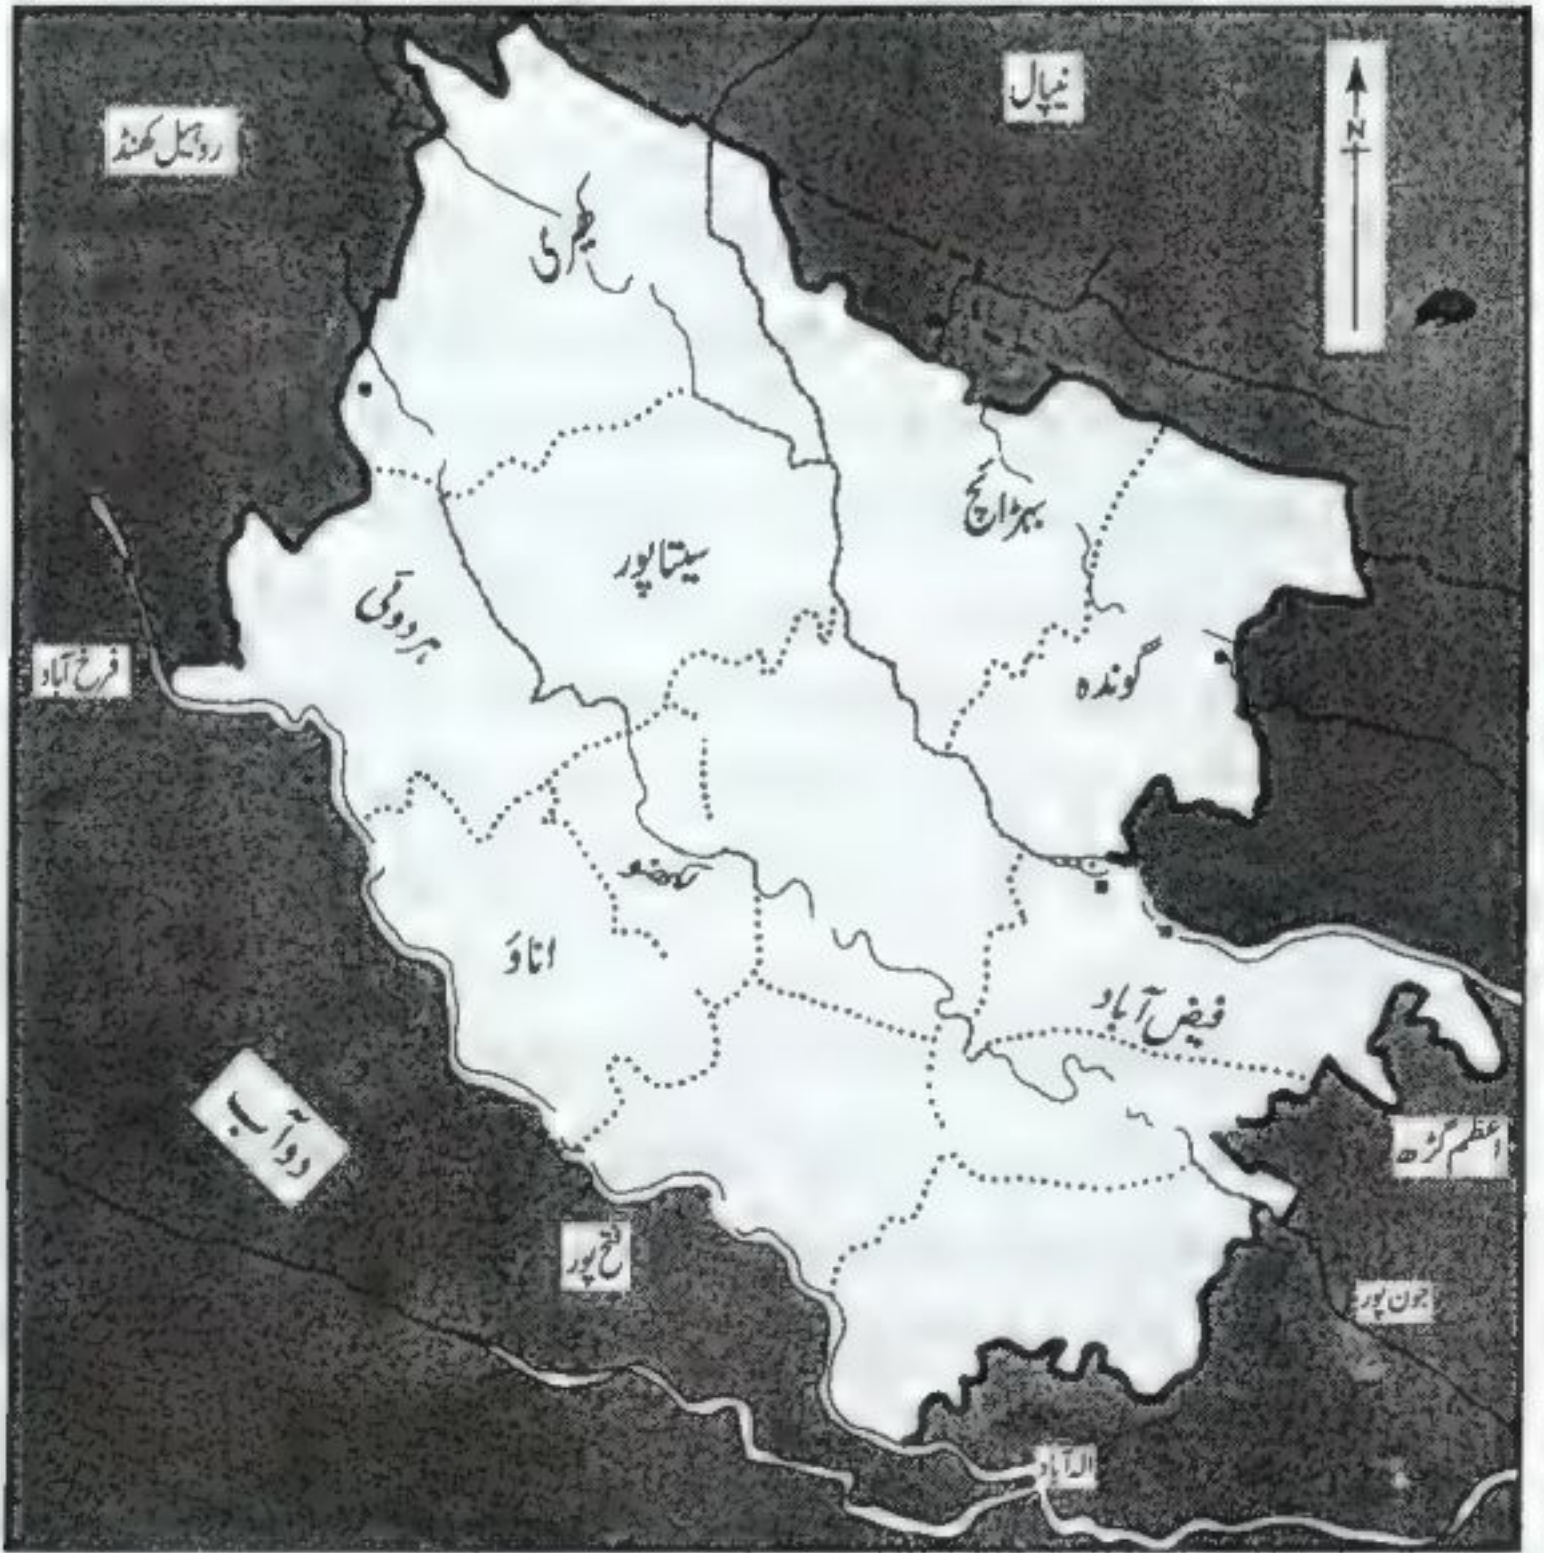 نیپال
روہیل کھنڈ
N
کھیری
بہرائچ
سیتاپور
ہردوئی
گونڈہ
فرخ آباد
لکھنؤ
اناؤ
فیض آباد
دوآب
اعظم گڑھ
فتح پور
جون پور
الہ آباد